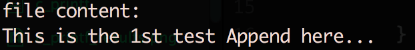 file content:
This is the 1st test Append here...